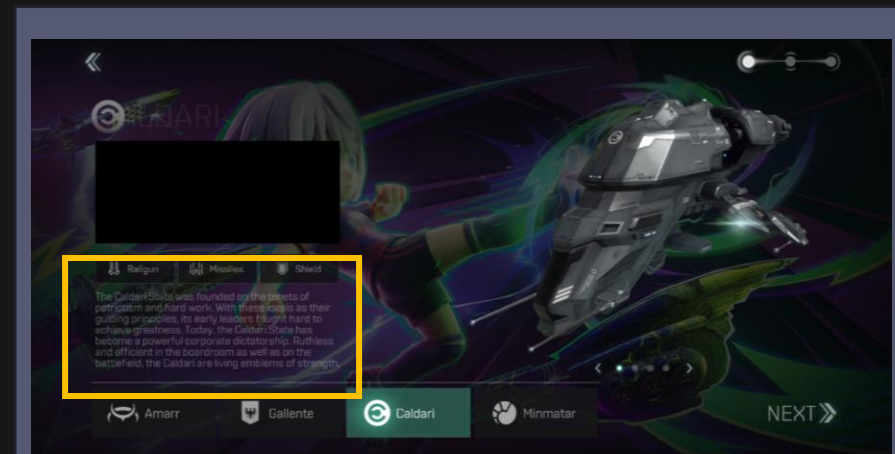 CALDARI
Railgun Missiles Shield
The Caldari State was founded on the tenets of
patriotism and hard work. With these ideals as their
guiding principles, its early leaders fought hard to
achieve greatness. Today, the Caldari State has
become a powerful corporate dictatorship. Ruthless
and efficient in the boardroom as well as on the
battlefield, the Caldari are living emblems of strength.
Amarr Gallente Caldari Minmatar
NEXT